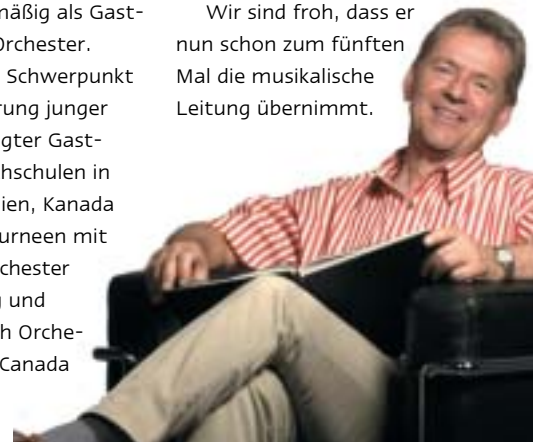 mäßig als Gast-
Orchester.
Schwerpunkt
rung junger
gter Gast-
hschulen in
ien, Kanada
urneen mit
chester
g und
h Orche-
Canada
Wir sind froh, dass er
nun schon zum fünften
Mal die musikalische
Leitung übernimmt.